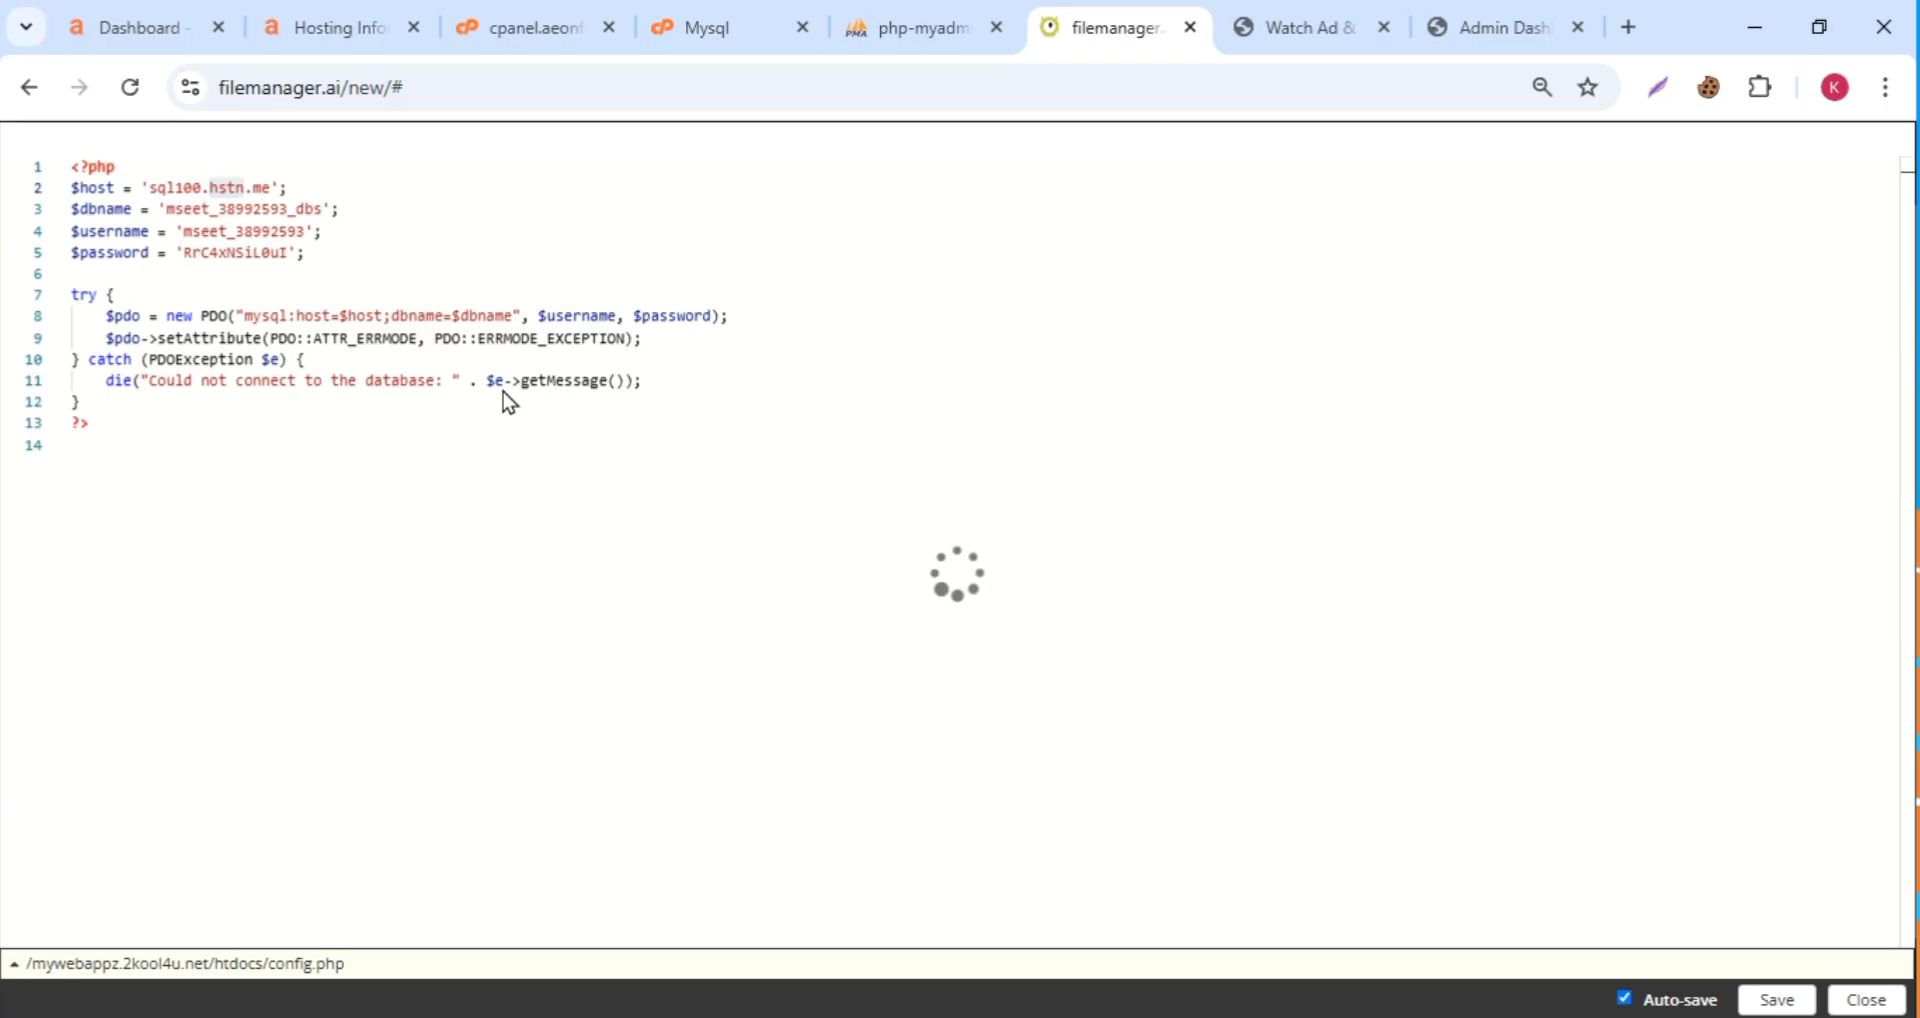 Dashboard -
Hosting Info
cpanel.aeonf
Mysql
php-myadm
filemanager.
Watch Ad &
Admin Dash
filemanager.ai/new/#
K
1 <?php
2 $host = 'sql100.hstn.me';
3 $dbname = 'mseet_38992593_dbs';
4 $username = 'mseet_38992593';
5 $password = 'RrC4xNSiL0uI';
6
7 try {
8 $pdo = new PDO("mysql:host=$host;dbname=$dbname", $username, $password);
9 $pdo->setAttribute(PDO::ATTR_ERRMODE, PDO::ERRMODE_EXCEPTION);
10 } catch (PDOException $e) {
11 die("Could not connect to the database: " . $e->getMessage());
12 }
13 ?>
14
/mywebappz.2kool4u.net/htdocs/config.php
Auto-save
Save
Close